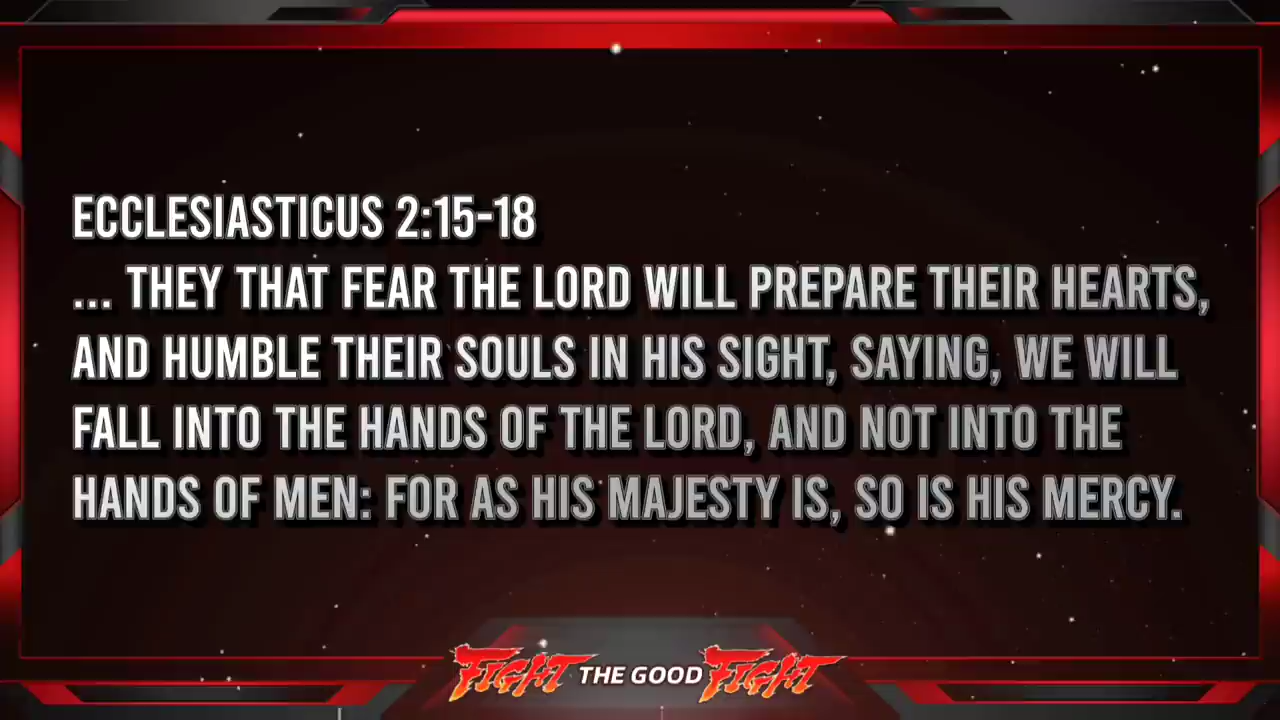 ECCLESIASTICUS 2:15-18
... THEY THAT FEAR THE LORD WILL PREPARE THEIR HEARTS,
AND HUMBLE THEIR SOULS IN HIS SIGHT, SAYING, WE WILL
FALL INTO THE HANDS OF THE LORD, AND NOT INTO THE
HANDS OF MEN: FOR AS HIS MAJESTY IS, SO IS HIS MERCY.
FIGHT THE GOOD FIGHT